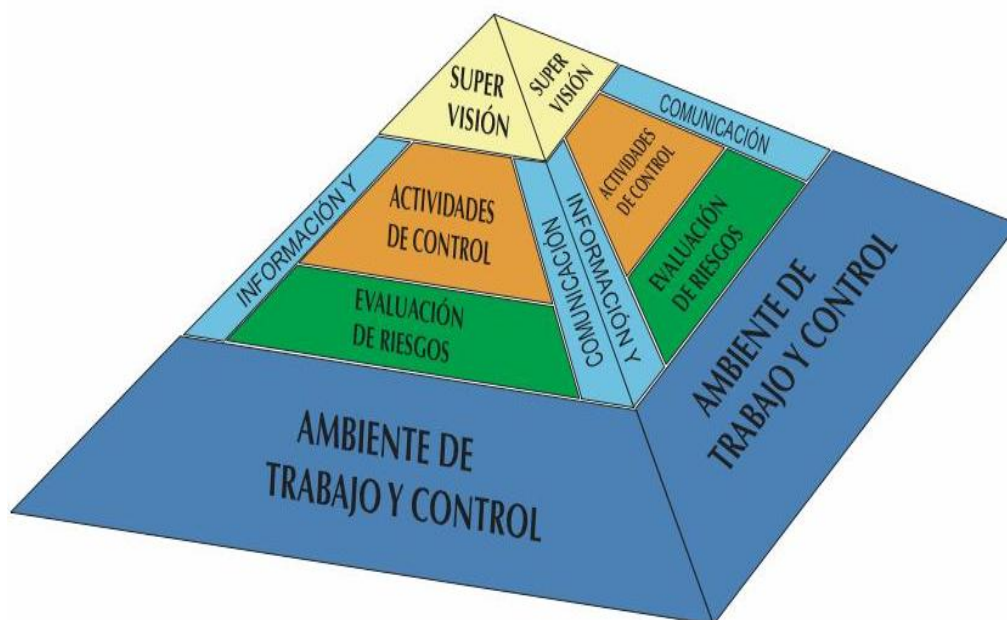 SUPER
VISIÓN
INFORMACIÓN Y
ACTIVIDADES
DE CONTROL
COMUNICACIÓN
EVALUACIÓN
DE RIESGOS
AMBIENTE DE
TRABAJO Y CONTROL
SUPER
VISIÓN
COMUNICACIÓN
INFORMACIÓN Y
ACTIVIDADES
DE CONTROL
EVALUACIÓN
DE RIESGOS
AMBIENTE DE
TRABAJO Y CONTROL